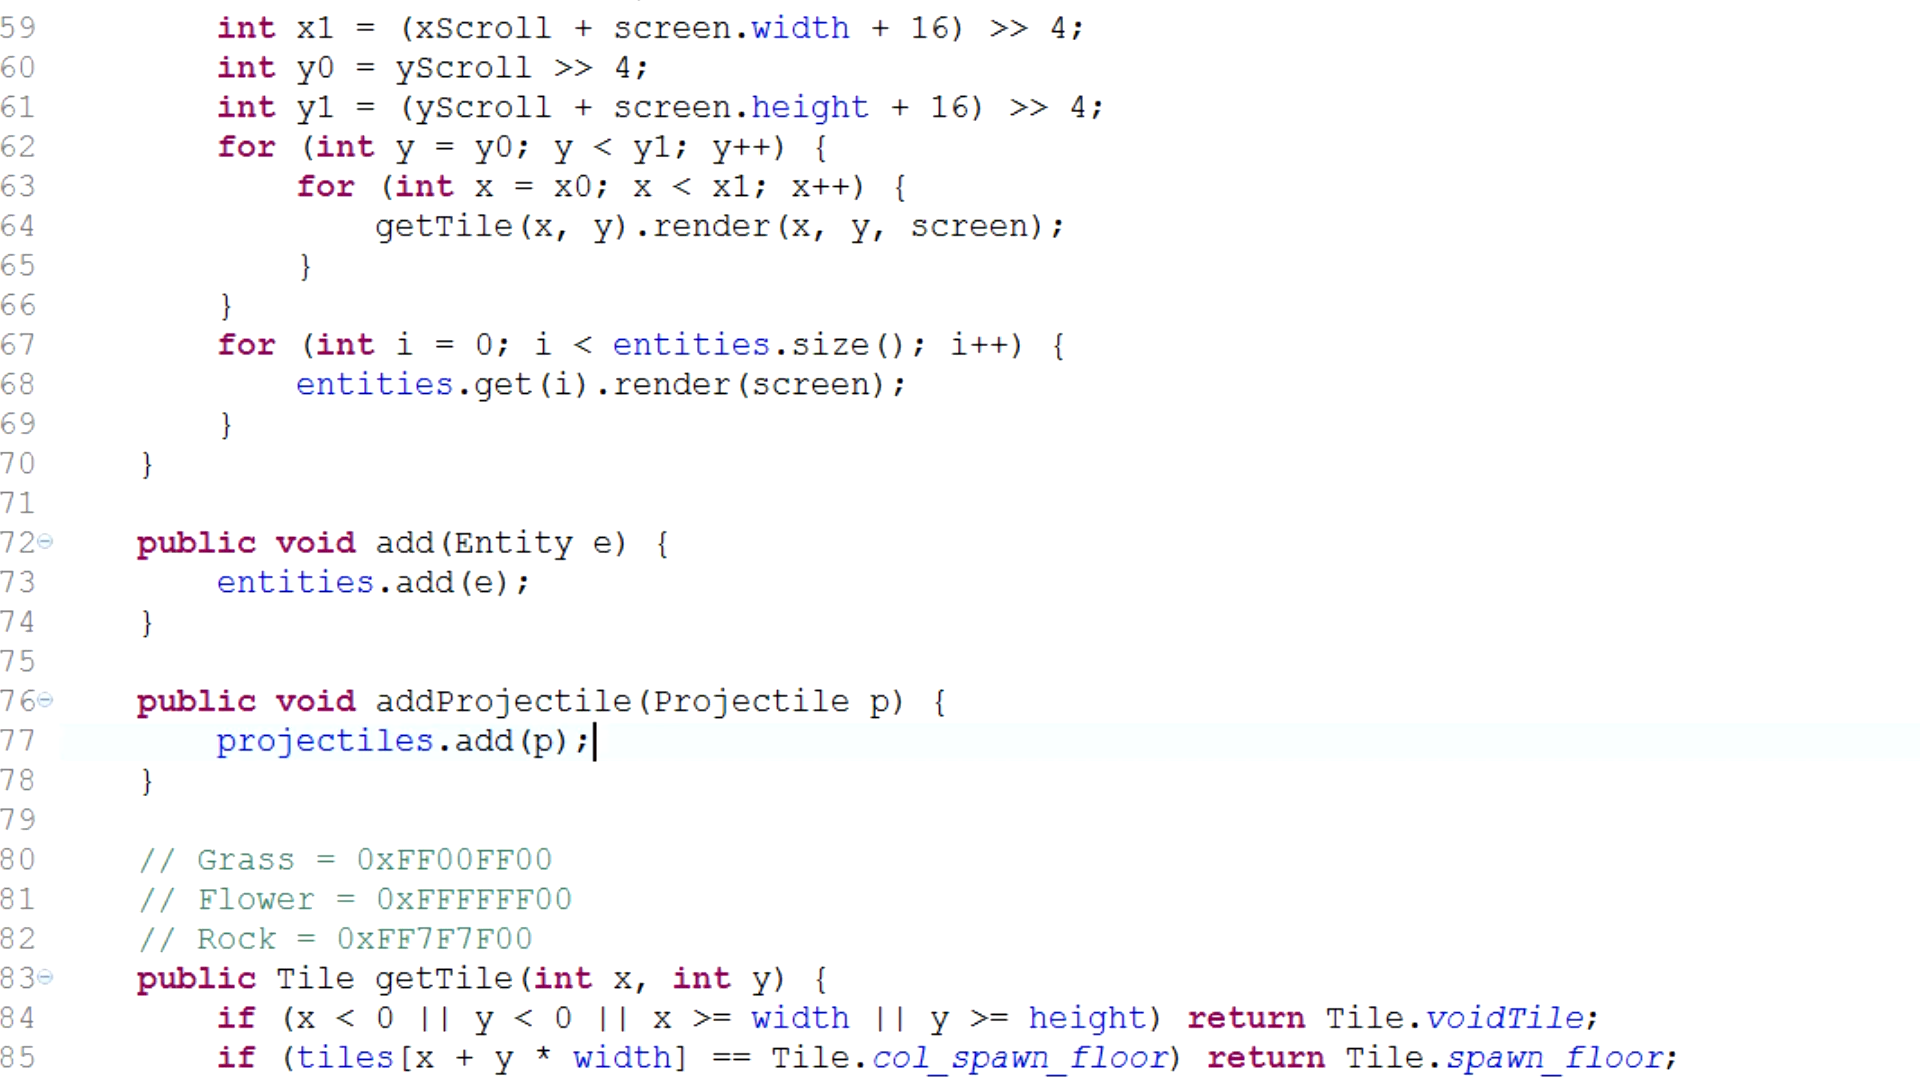 59 int x1 = (xScroll + screen.width + 16) >> 4;
60 int y0 = yScroll >> 4;
61 int y1 = (yScroll + screen.height + 16) >> 4;
62 for (int y = y0; y < y1; y++) {
63 for (int x = x0; x < x1; x++) {
64 getTile(x, y).render(x, y, screen);
65 }
66 }
67 for (int i = 0; i < entities.size(); i++) {
68 entities.get(i).render(screen);
69 }
70 }
71
72 public void add(Entity e) {
73 entities.add(e);
74 }
75
76 public void addProjectile(Projectile p) {
77 projectiles.add(p);
78 }
79
80 // Grass = 0xFF00FF00
81 // Flower = 0xFFFFFF00
82 // Rock = 0xFF7F7F00
83 public Tile getTile(int x, int y) {
84 if (x < 0 || y < 0 || x >= width || y >= height) return Tile.voidTile;
85 if (tiles[x + y * width] == Tile.col_spawn_floor) return Tile.spawn_floor;